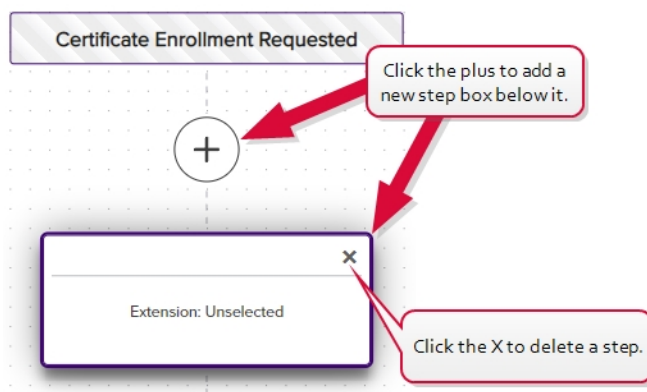 Certificate Enrollment Requested
Click the plus to add a
new step box below it.
Extension: Unselected
Click the X to delete a step.